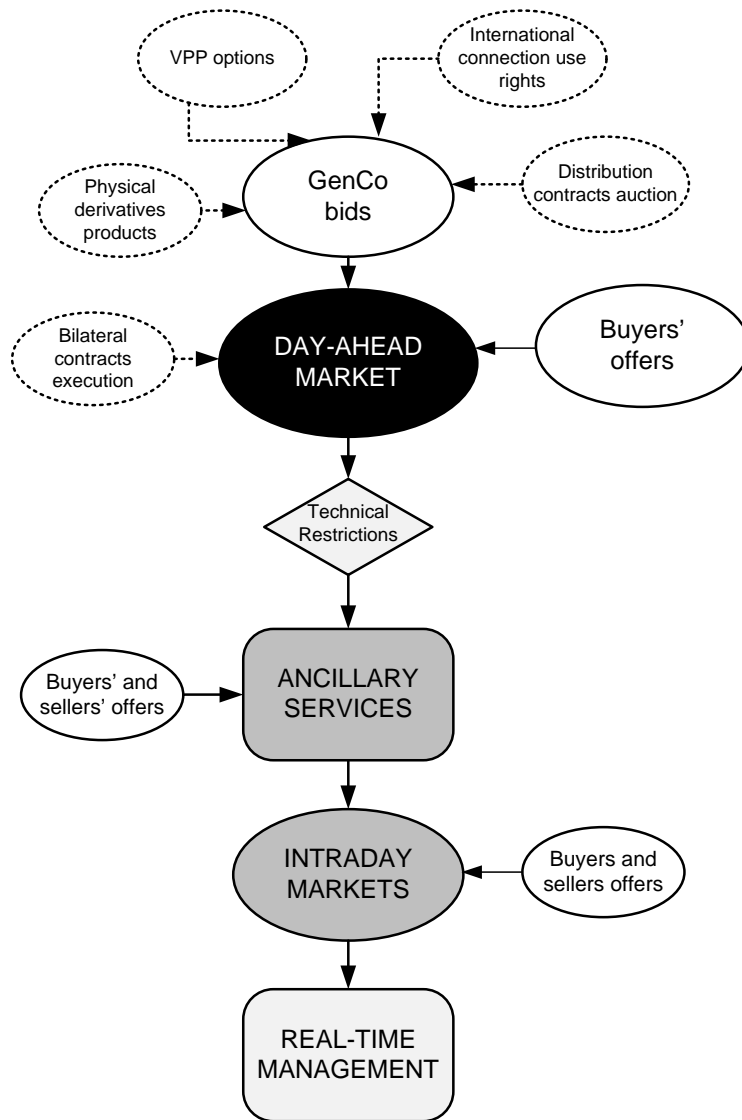 VPP options
International
connection use
rights
GenCo
bids
Physical
derivatives
products
Distribution
contracts auction
Bilateral
contracts
execution
DAY-AHEAD
MARKET
Buyers’
offers
Technical
Restrictions
Buyers’ and
sellers’ offers
ANCILLARY
SERVICES
INTRADAY
MARKETS
Buyers and
sellers offers
REAL-TIME
MANAGEMENT